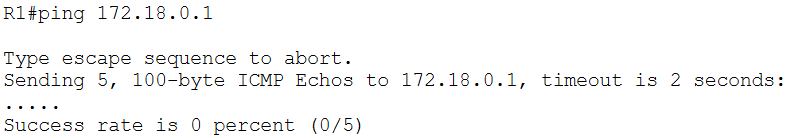 R1#ping 172.18.0.1
Type escape sequence to abort.
Sending 5, 100-byte ICMP Echos to 172.18.0.1, timeout is 2 seconds:
.....
Success rate is 0 percent (0/5)